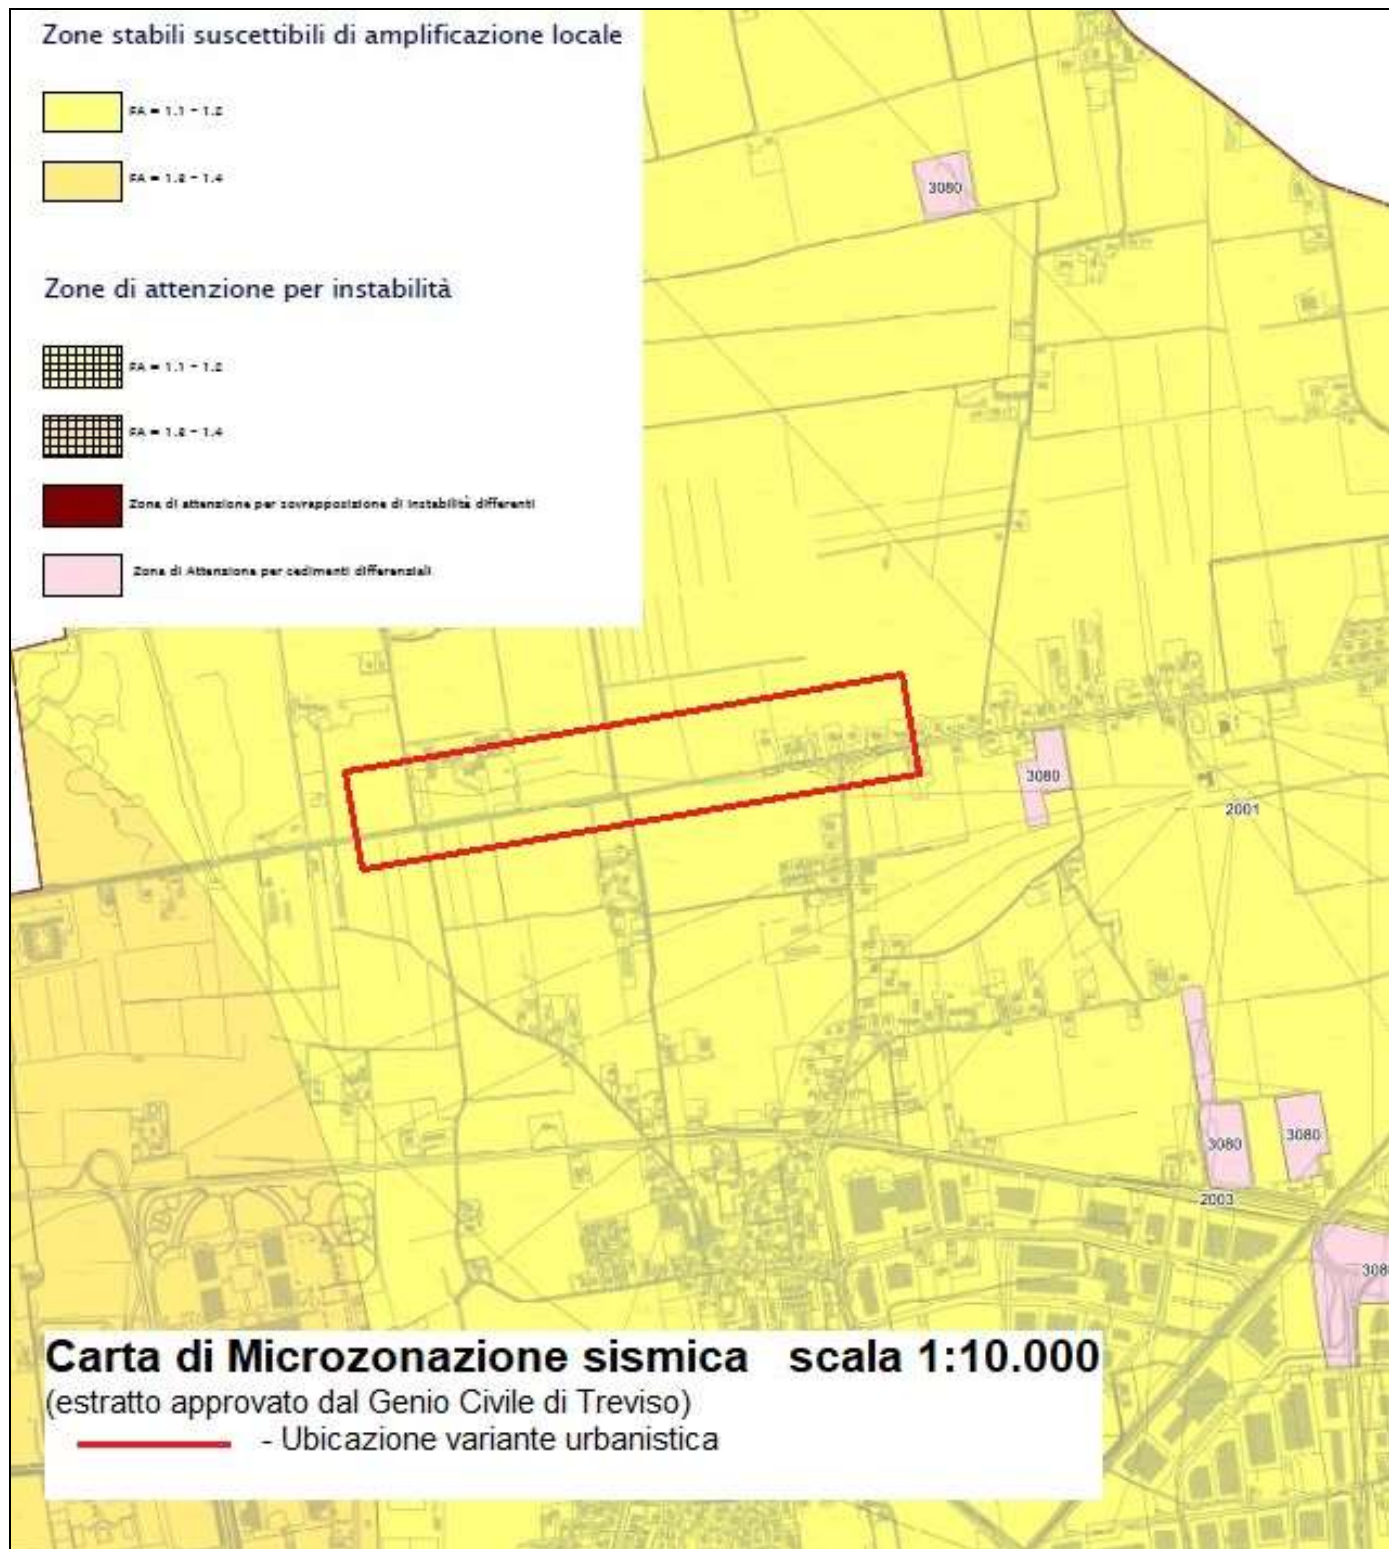 Zone stabili suscettibili di amplificazione locale
FA = 1.1 - 1.2
FA = 1.2 - 1.4
Zone di attenzione per instabilità
FA = 1.1 - 1.2
FA = 1.2 - 1.4
Zona di attenzione per sovrapposizione di instabilità differenti
Zona di Attenzione per cedimenti differenziali
3080
3080
2001
3080
3080
2003
308
Carta di Microzonazione sismica scala 1:10.000
(estratto approvato dal Genio Civile di Treviso)
- Ubicazione variante urbanistica